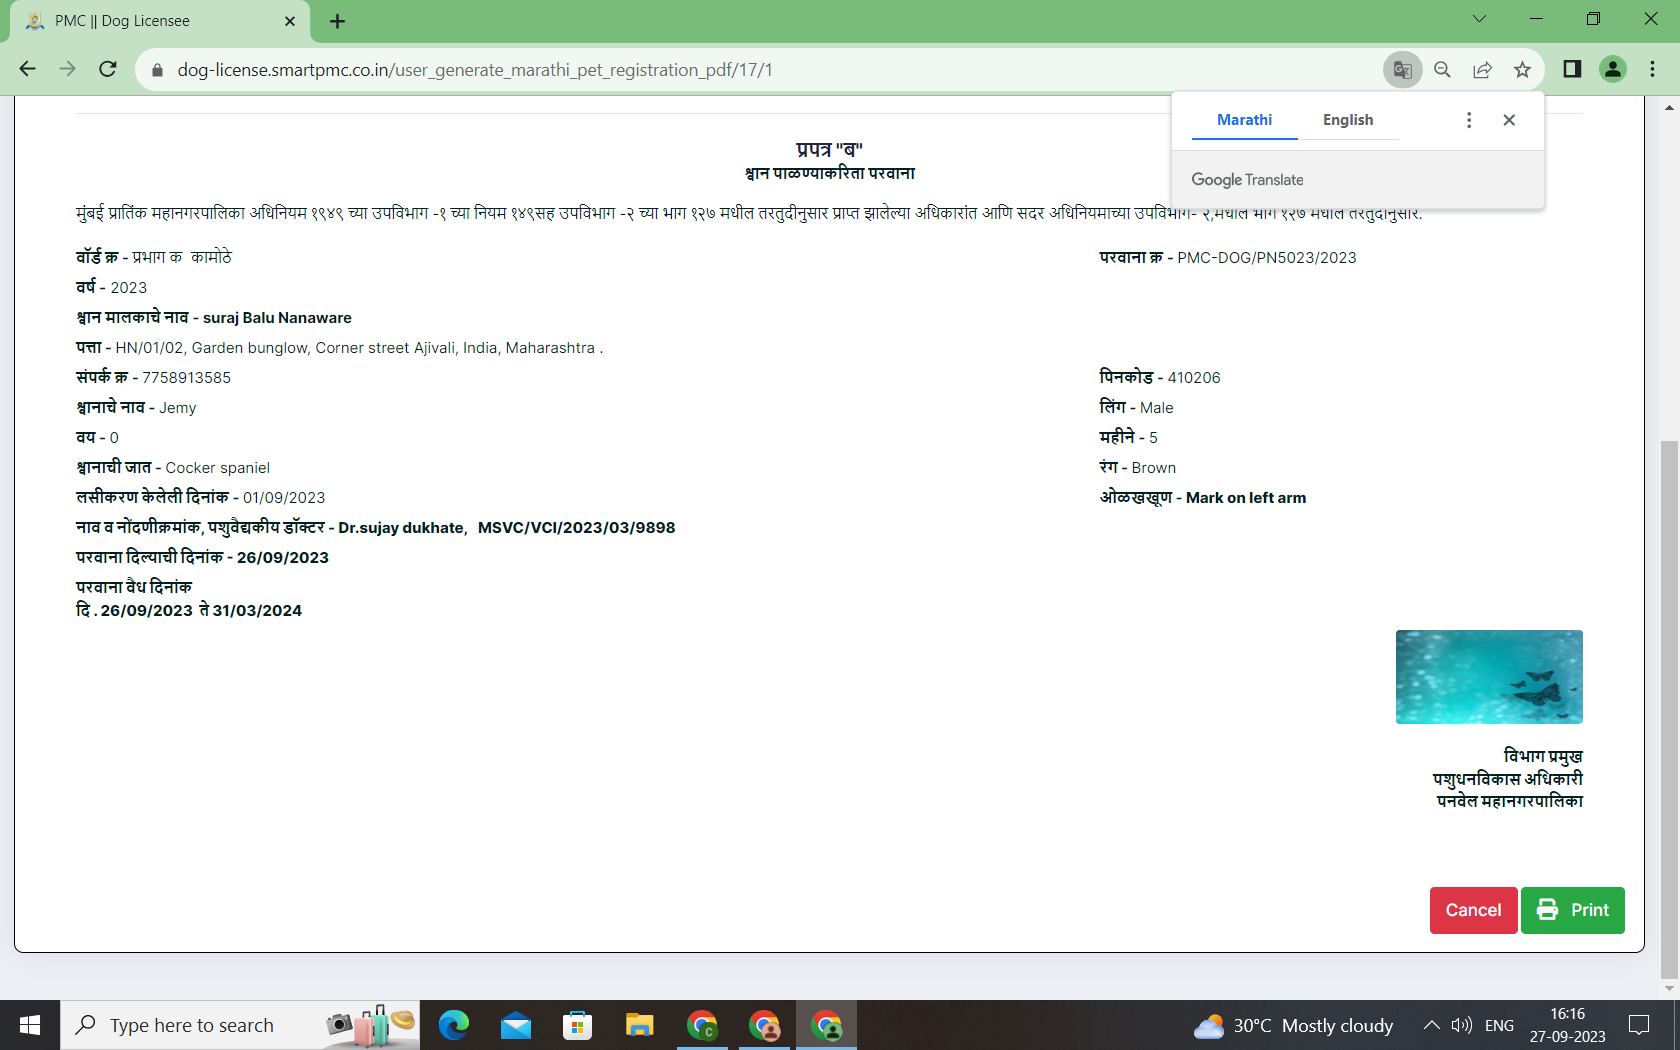 PMC || Dog Licensee
dog-license.smartpmc.co.in/user_generate_marathi_pet_registration_pdf/17/1
Marathi English
Google Translate
प्रपत्र "ब"
श्वान पाळण्याकरिता परवाना
मुंबई प्रातिंक महानगरपालिका अधिनियम १९४९ च्या उपविभाग -१ च्या नियम १४९सह उपविभाग -२ च्या भाग १२७ मधील तरतुदीनुसार प्राप्त झालेल्या अधिकारांत आणि सदर अधिनियमाच्या उपविभाग- २,मधील भाग १२७ मधील तरतुदीनुसार.
वॉर्ड क्र - प्रभाग क कामोठे
परवाना क्र - PMC-DOG/PN5023/2023
वर्ष - 2023
श्वान मालकाचे नाव - suraj Balu Nanaware
पत्ता - HN/01/02, Garden bunglow, Corner street Ajivali, India, Maharashtra .
संपर्क क्र - 7758913585
पिनकोड - 410206
श्वानाचे नाव - Jemy
लिंग - Male
वय - 0
महीने - 5
श्वानाची जात - Cocker spaniel
रंग - Brown
लसीकरण केलेली दिनांक - 01/09/2023
ओळखखूण - Mark on left arm
नाव व नोंदणीक्रमांक, पशुवैद्यकीय डॉक्टर - Dr.sujay dukhate, MSVC/VCI/2023/03/9898
परवाना दिल्याची दिनांक - 26/09/2023
परवाना वैध दिनांक
दि . 26/09/2023 ते 31/03/2024
विभाग प्रमुख
पशुधनविकास अधिकारी
पनवेल महानगरपालिका
Cancel Print
Type here to search
C
30°C Mostly cloudy
ENG
16:16
27-09-2023